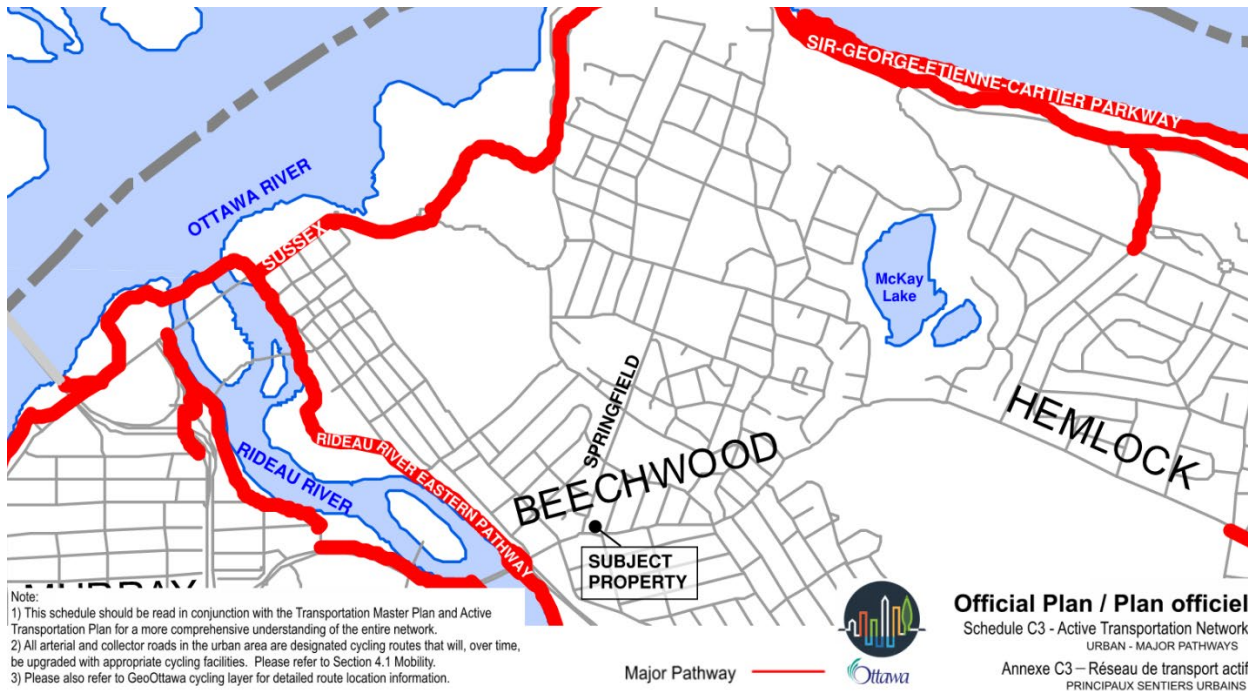 SIR-GEORGE-ETIENNE-CARTIER PARKWAY
OTTAWA RIVER
SUSSEX
McKay
Lake
SPRINGFIELD
HEMLOCK
BEECHWOOD
RIDEAU RIVER EASTERN PATHWAY
RIDEAU RIVER
SUBJECT
PROPERTY
MURRAY
Note:
1) This schedule should be read in conjunction with the Transportation Master Plan and Active
Transportation Plan for a more comprehensive understanding of the entire network.
2) All arterial and collector roads in the urban area are designated cycling routes that will, over time,
be upgraded with appropriate cycling facilities. Please refer to Section 4.1 Mobility.
3) Please also refer to GeoOttawa cycling layer for detailed route location information.
Major Pathway
Ottawa
Official Plan / Plan officiel
Schedule C3 - Active Transportation Network
URBAN - MAJOR PATHWAYS
Annexe C3 – Réseau de transport actif
PRINCIPAUX SENTIERS URBAINS